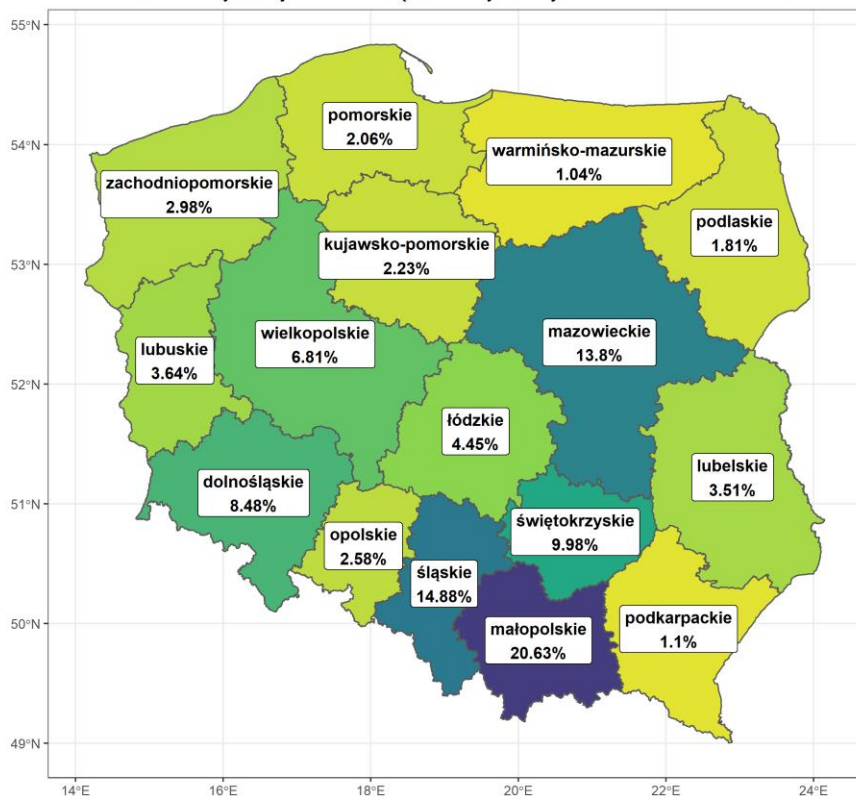 55°N
pomorskie
2.06%
54°N
warmińsko-mazurskie
1.04%
zachodniopomorskie
2.98%
podlaskie
1.81%
kujawsko-pomorskie
2.23%
53°N
mazowieckie
13.8%
wielkopolskie
6.81%
lubuskie
3.64%
52°N
łódzkie
4.45%
lubelskie
3.51%
dolnośląskie
8.48%
51°N
świętokrzyskie
9.98%
opolskie
2.58%
śląskie
14.88%
50°N
małopolskie
20.63%
podkarpackie
1.1%
49°N
14°E 16°E 18°E 20°E 22°E 24°E